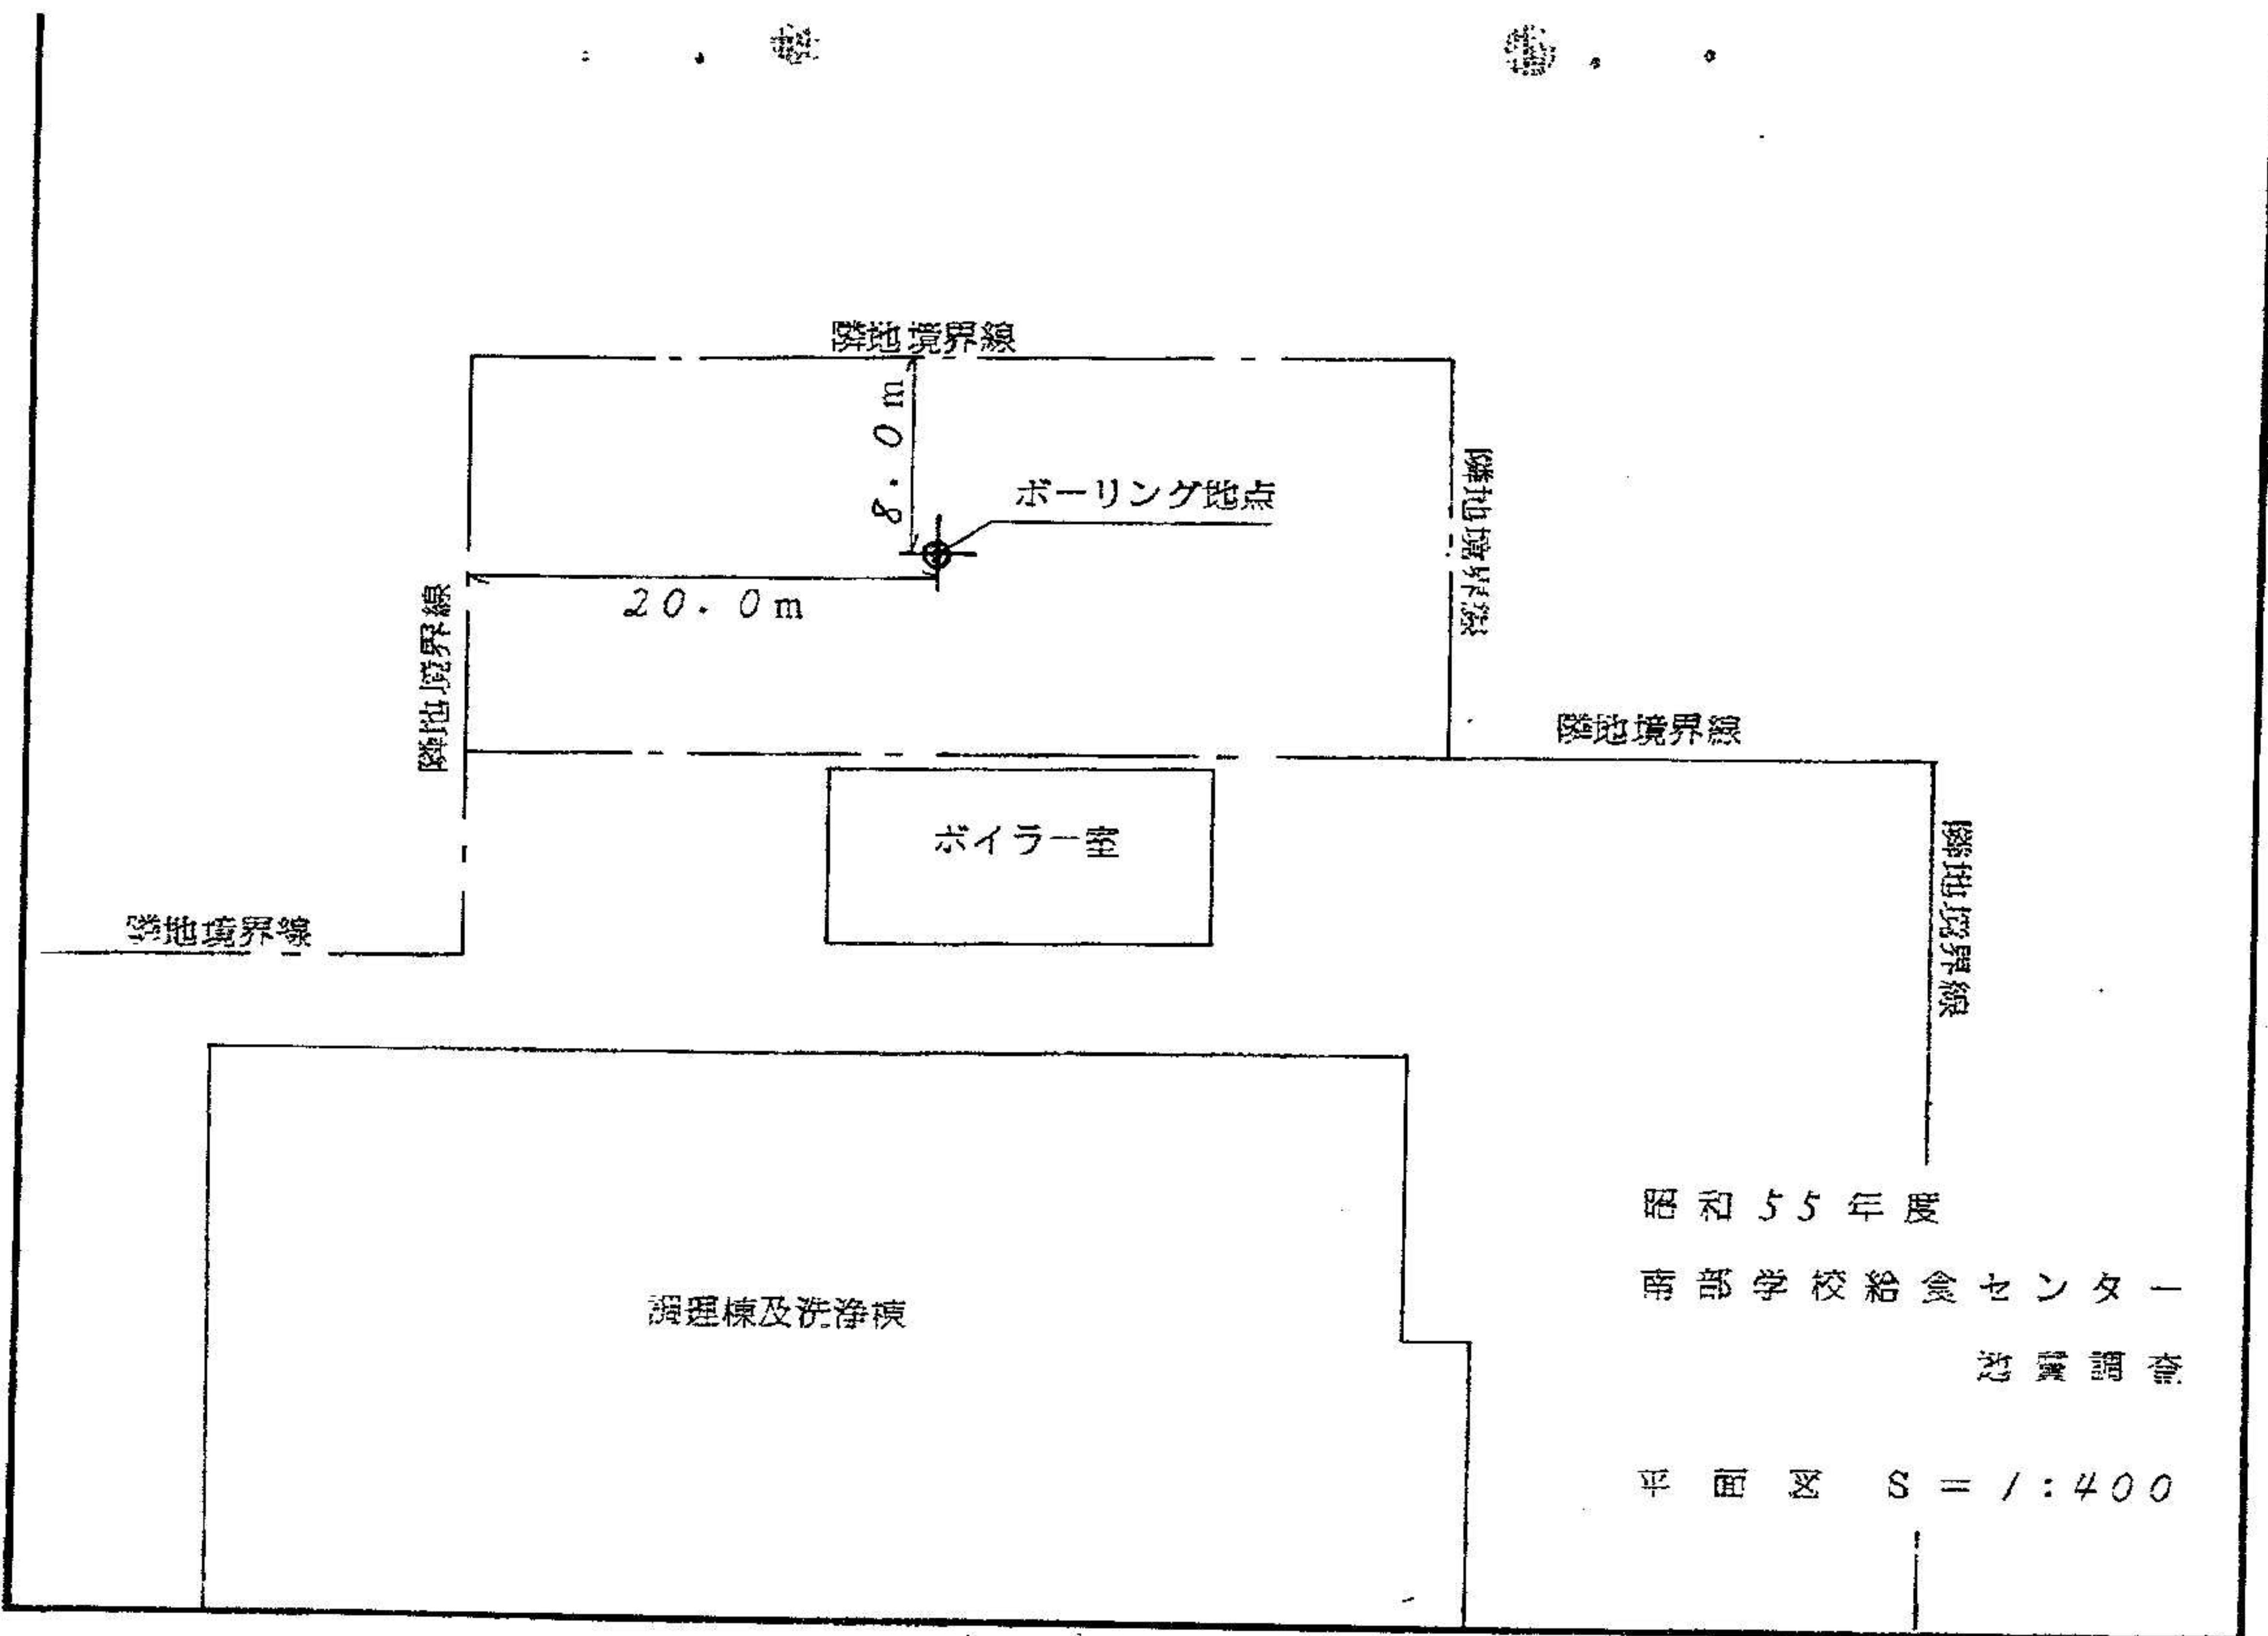 隣地境界線
8.0m
ボーリング地点
隣地境界線
20.0m
隣地境界線
隣地境界線
ボイラー室
隣地境界線
隣地境界線
調理棟及洗浄棟
昭和55年度
南部学校給食センター
地質調査
平面図 S=1:400